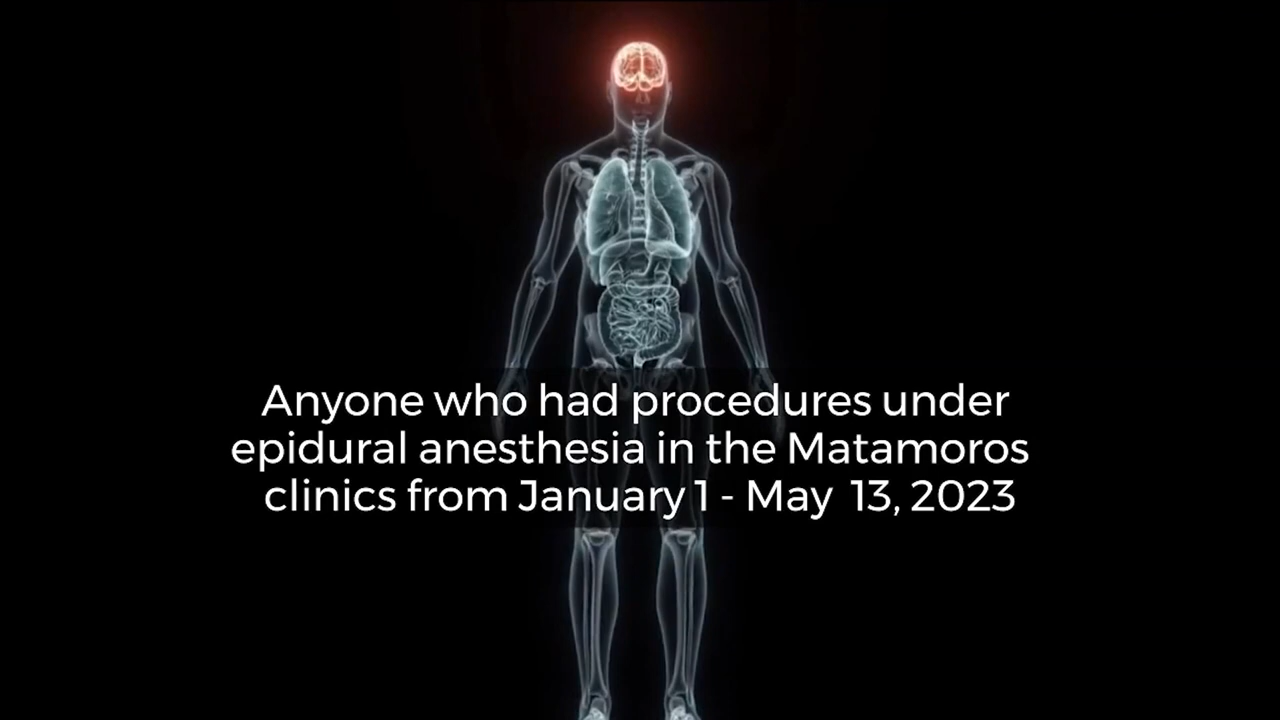 Anyone who had procedures under
epidural anesthesia in the Matamoros
clinics from January 1 - May 13, 2023